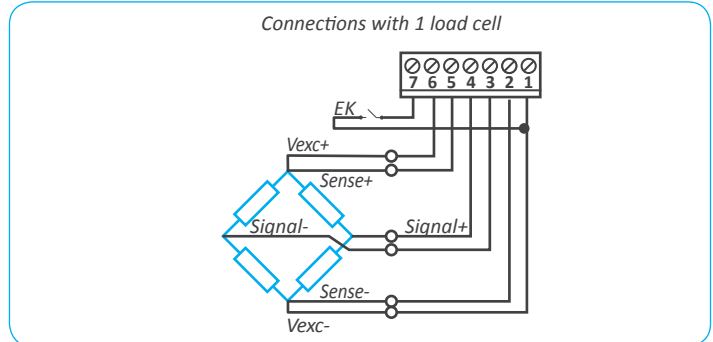 Connections with 1 load cell
7 6 5 4 3 2 1
EK
Vexc+
Sense+
Signal- Signal+
Sense-
Vexc-